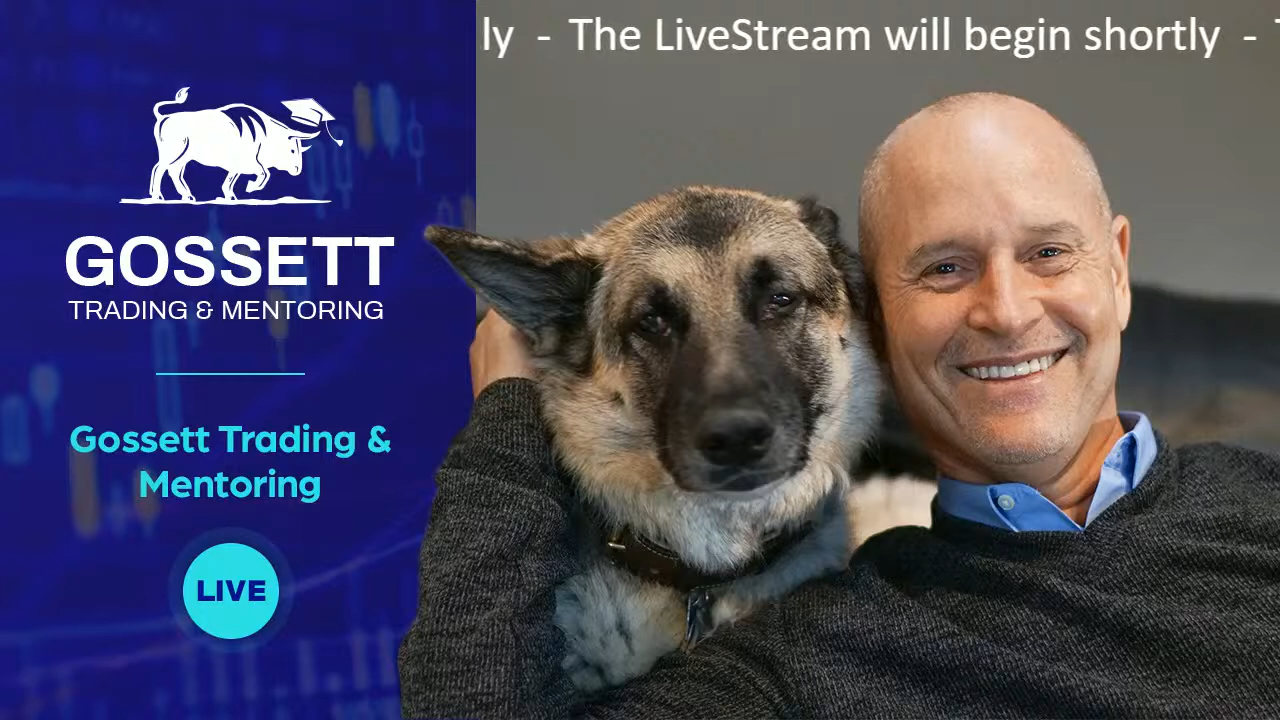 ly - The LiveStream will begin shortly -
GOSSETT
TRADING & MENTORING
Gossett Trading &
Mentoring
LIVE